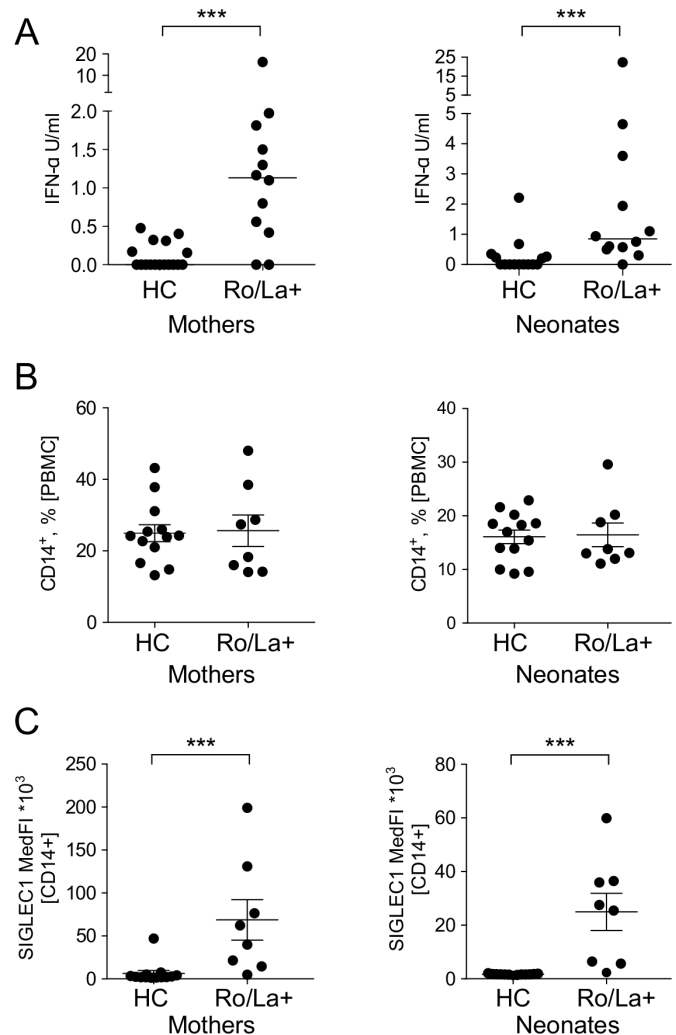 A
***
20
10
2.0
1.5
1.0
0.5
0
IFN-α U/ml
HC
Ro/La+
Mothers
***
25
15
5
5
4
3
2
1
0
IFN-α U/ml
HC
Ro/La+
Neonates
B
60
40
20
0
CD14⁺, % [PBMC]
HC
Ro/La+
Mothers
40
30
20
10
0
CD14⁺, % [PBMC]
HC
Ro/La+
Neonates
C
***
250
200
150
100
50
0
SIGLEC1 MedFI *10³
[CD14+]
HC
Ro/La+
Mothers
***
80
60
40
20
0
SIGLEC1 MedFI *10³
[CD14+]
HC
Ro/La+
Neonates